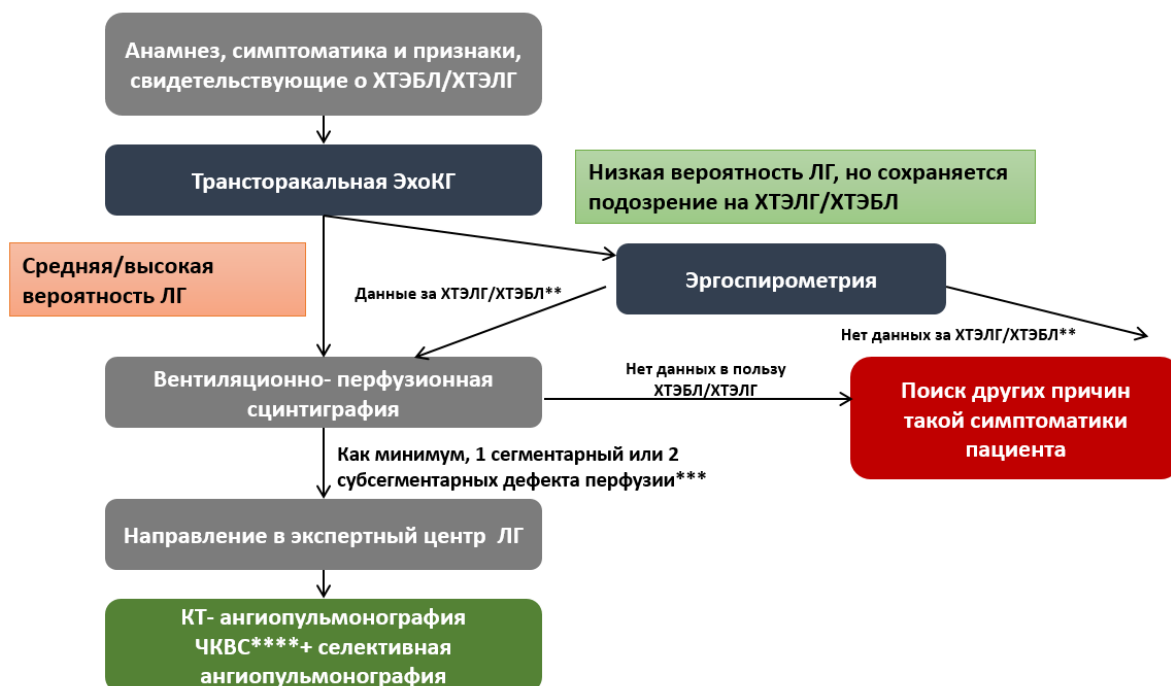 Анамнез, симптоматика и признаки,
свидетельствующие о ХТЭБЛ/ХТЭЛГ
Трансторакальная ЭхоКГ
Низкая вероятность ЛГ, но сохраняется
подозрение на ХТЭЛГ/ХТЭБЛ
Средняя/высокая
вероятность ЛГ
Эргоспирометрия
Данные за ХТЭЛГ/ХТЭБЛ**
Нет данных за ХТЭЛГ/ХТЭБЛ**
Вентиляционно- перфузионная
сцинтиграфия
Нет данных в пользу
ХТЭБЛ/ХТЭЛГ
Поиск других причин
такой симптоматики
пациента
Как минимум, 1 сегментарный или 2
субсегментарных дефекта перфузии***
Направление в экспертный центр ЛГ
КТ- ангиопульмонография
ЧКВС****+ селективная
ангиопульмонография